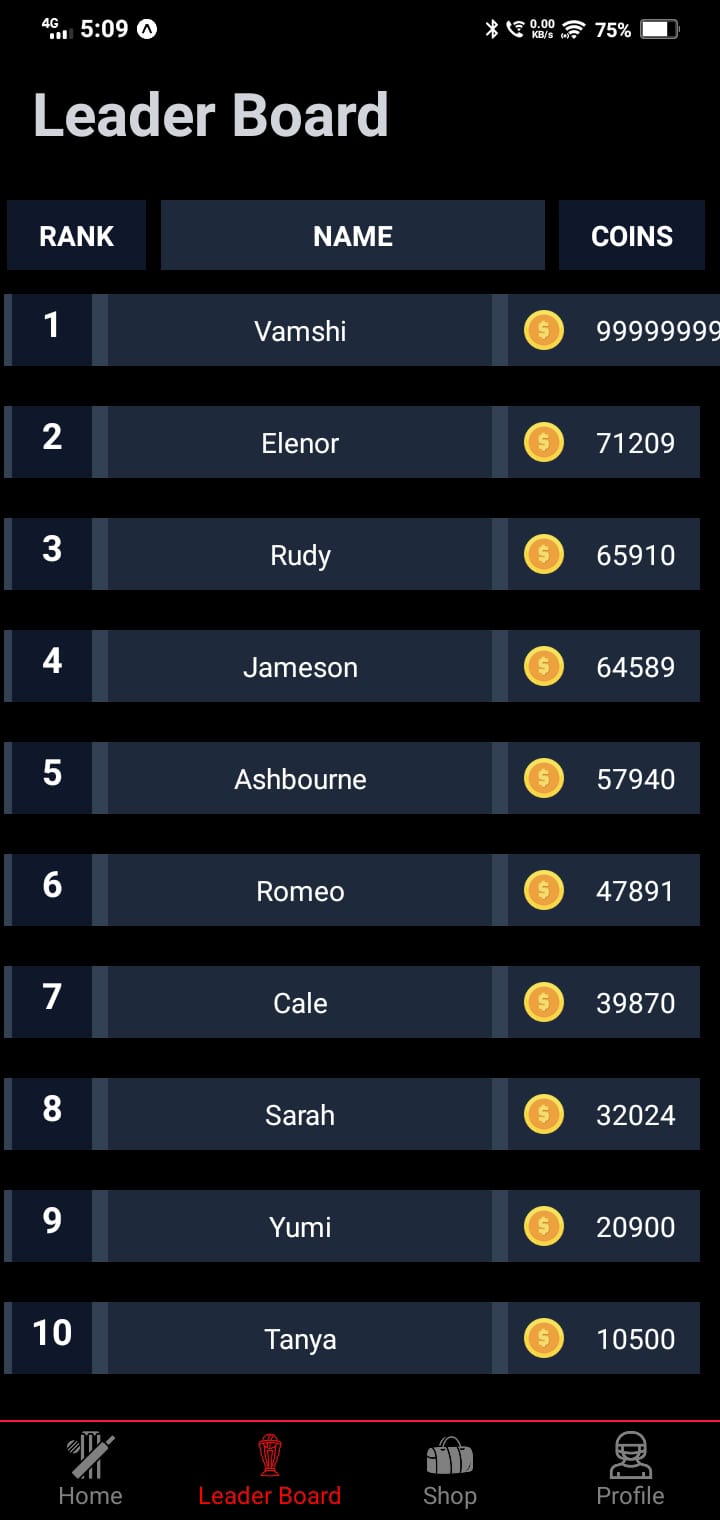 4G 5:09 0.00 KB/s 75%
Leader Board
RANK NAME COINS
1 Vamshi $ 99999999
2 Elenor $ 71209
3 Rudy $ 65910
4 Jameson $ 64589
5 Ashbourne $ 57940
6 Romeo $ 47891
7 Cale $ 39870
8 Sarah $ 32024
9 Yumi $ 20900
10 Tanya $ 10500
Home Leader Board Shop Profile